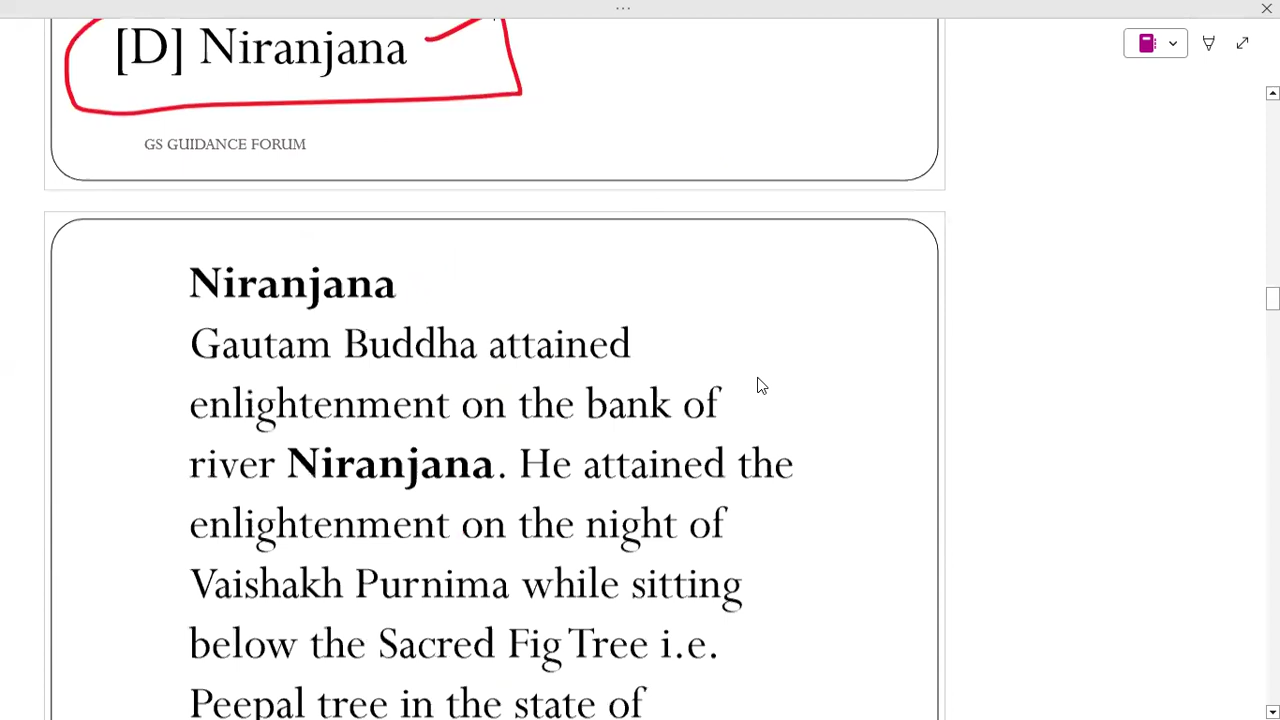 [D] Niranjana
GS GUIDANCE FORUM
Niranjana
Gautam Buddha attained
enlightenment on the bank of
river Niranjana. He attained the
enlightenment on the night of
Vaishakh Purnima while sitting
below the Sacred Fig Tree i.e.
Peepal tree in the state of